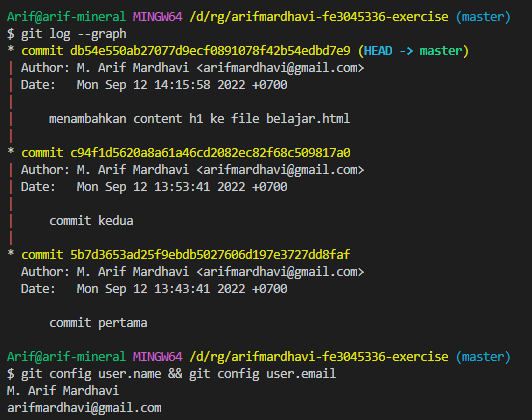 Arif@arif-mineral MINGW64 /d/rg/arifmardhavi-fe3045336-exercise (master)
$ git log --graph
* commit db54e550ab27077d9ecf0891078f42b54edbd7e9 (HEAD -> master)
| Author: M. Arif Mardhavi <arifmardhavi@gmail.com>
| Date:   Mon Sep 12 14:15:58 2022 +0700
|
|     menambahkan content h1 ke file belajar.html
|
* commit c94f1d5620a8a61a46cd2082ec82f68c509817a0
| Author: M. Arif Mardhavi <arifmardhavi@gmail.com>
| Date:   Mon Sep 12 13:53:41 2022 +0700
|
|     commit kedua
|
* commit 5b7d3653ad25f9ebdb5027606d197e3727dd8faf
  Author: M. Arif Mardhavi <arifmardhavi@gmail.com>
  Date:   Mon Sep 12 13:43:41 2022 +0700
      commit pertama
Arif@arif-mineral MINGW64 /d/rg/arifmardhavi-fe3045336-exercise (master)
$ git config user.name && git config user.email
M. Arif Mardhavi
arifmardhavi@gmail.com